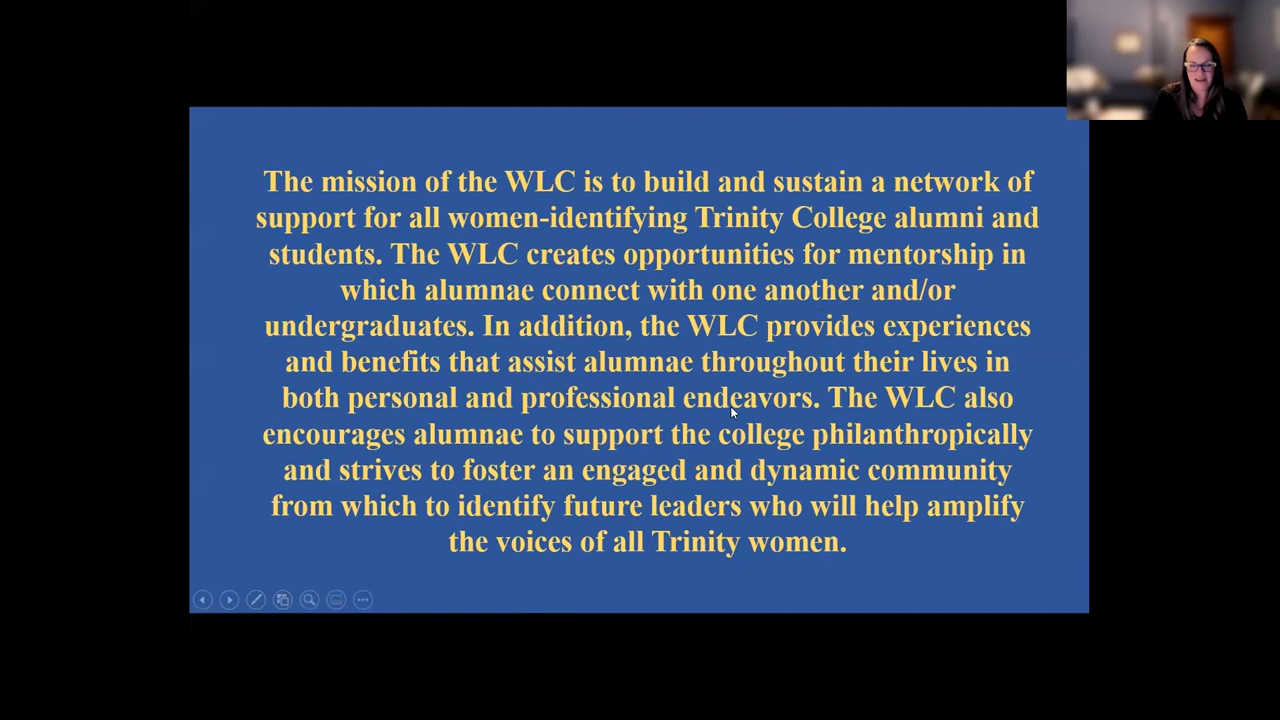 The mission of the WLC is to build and sustain a network of
support for all women-identifying Trinity College alumni and
students. The WLC creates opportunities for mentorship in
which alumnae connect with one another and/or
undergraduates. In addition, the WLC provides experiences
and benefits that assist alumnae throughout their lives in
both personal and professional endeavors. The WLC also
encourages alumnae to support the college philanthropically
and strives to foster an engaged and dynamic community
from which to identify future leaders who will help amplify
the voices of all Trinity women.